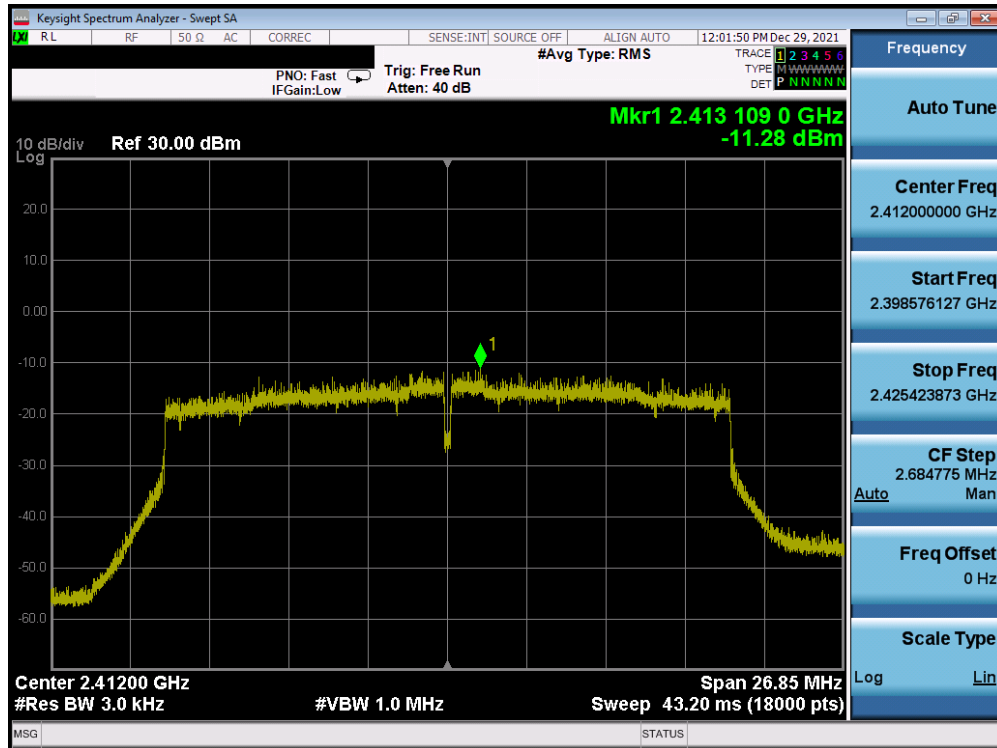 Keysight Spectrum Analyzer - Swept SA
LXI RL RF 50 Ω AC CORREC SENSE:INT SOURCE OFF ALIGN AUTO 12:01:50 PM Dec 29, 2021
#Avg Type: RMS
TRACE 1 2 3 4 5 6
TYPE M W W W W W
DET P N N N N N
PNO: Fast
IFGain:Low
Trig: Free Run
Atten: 40 dB
Mkr1 2.413 109 0 GHz
-11.28 dBm
10 dB/div
Log
Ref 30.00 dBm
20.0
10.0
0.00
-10.0
-20.0
-30.0
-40.0
-50.0
-60.0
1
Center 2.41200 GHz
Span 26.85 MHz
#Res BW 3.0 kHz
#VBW 1.0 MHz
Sweep 43.20 ms (18000 pts)
MSG
STATUS
Frequency
Auto Tune
Center Freq
2.412000000 GHz
Start Freq
2.398576127 GHz
Stop Freq
2.425423873 GHz
CF Step
2.684775 MHz
Auto Man
Freq Offset
0 Hz
Scale Type
Log Lin